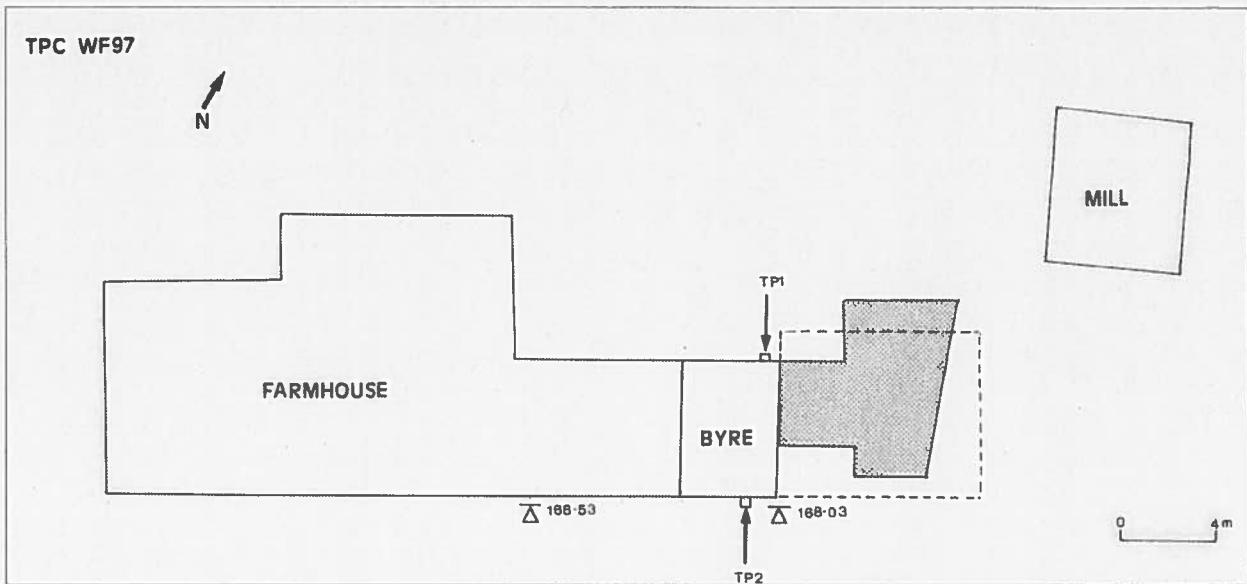 TPC WF97
N
MILL
TP1
FARMHOUSE
BYRE
168-53
168-03
0 4m
TP2